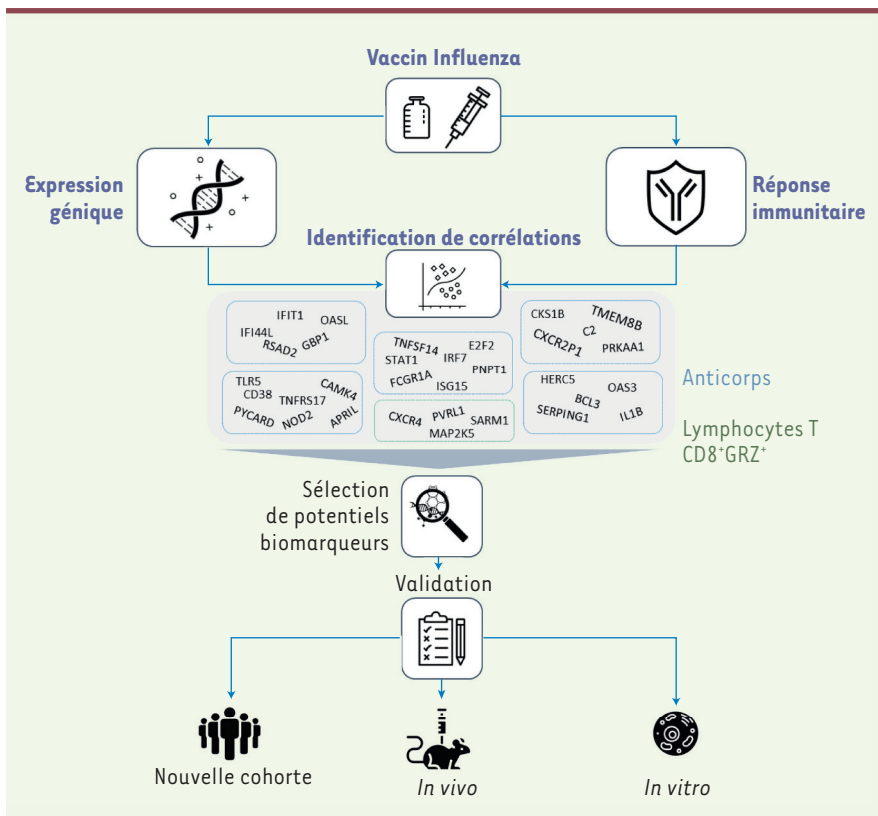 Vaccin Influenza
Expression
génique
Réponse
immunitaire
Identification de corrélations
IFIT1
OASL
IFI44L
RSAD2
GBP1
TNFSF14
E2F2
STAT1
IRF7
PNPT1
FCGR1A
ISG15
CKS1B
TMEM8B
C2
CXCR2P1
PRKAA1
TLR5
CD38
CAMK4
TNFRS17
PYCARD
NOD2
APRIL
CXCR4
PVRL1
SARM1
MAP2K5
HERC5
OAS3
BCL3
SERPING1
IL1B
Anticorps
Lymphocytes T
CD8⁺GRZ⁺
Sélection
de potentiels
biomarqueurs
Validation
Nouvelle cohorte
In vivo
In vitro